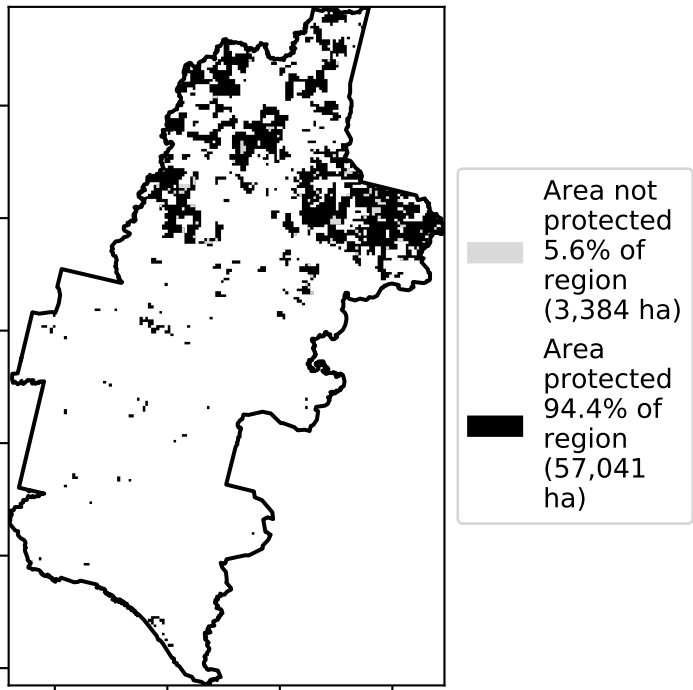 Area not
protected
5.6% of
region
(3,384 ha)
Area
protected
94.4% of
region
(57,041
ha)